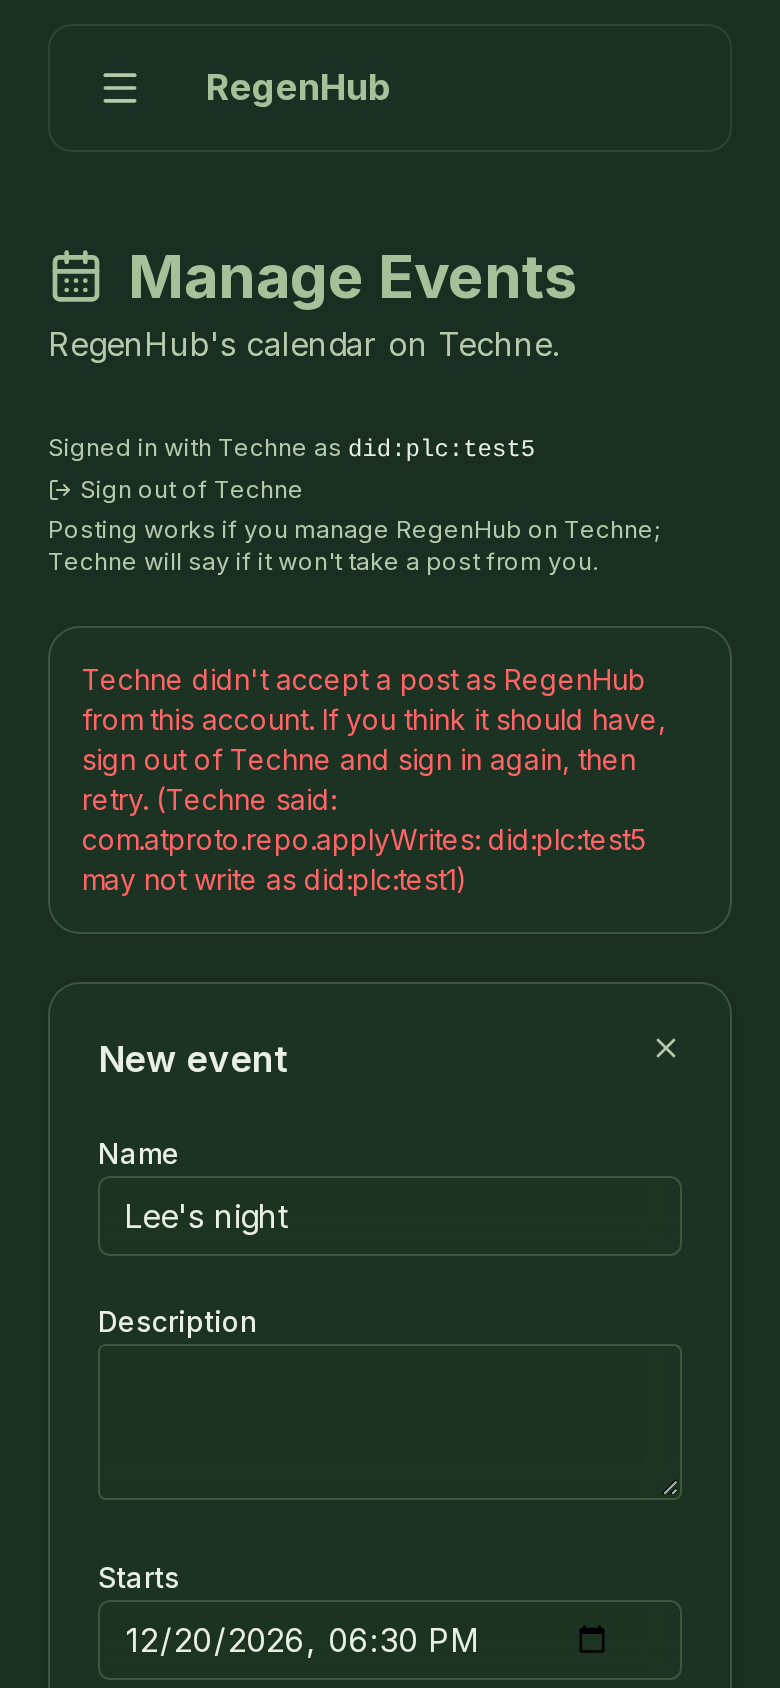 RegenHub
Manage Events
RegenHub's calendar on Techne.
Signed in with Techne as did:plc:test5
Sign out of Techne
Posting works if you manage RegenHub on Techne;
Techne will say if it won't take a post from you.
Techne didn't accept a post as RegenHub
from this account. If you think it should have,
sign out of Techne and sign in again, then
retry. (Techne said:
com.atproto.repo.applyWrites: did:plc:test5
may not write as did:plc:test1)
New event
Name
Lee's night
Description
Starts
12/20/2026, 06:30 PM